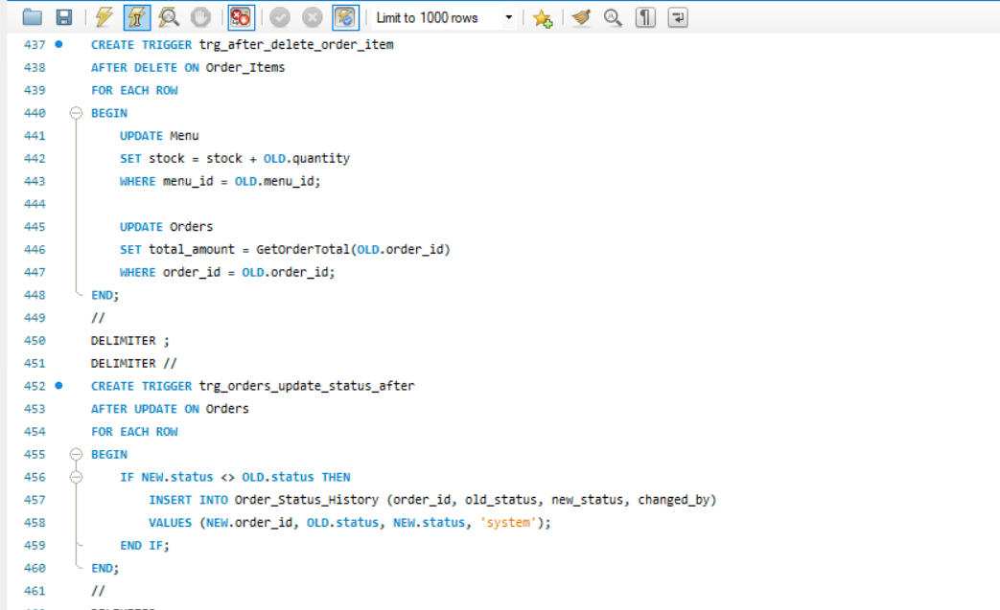 Limit to 1000 rows
437 CREATE TRIGGER trg_after_delete_order_item
438 AFTER DELETE ON Order_Items
439 FOR EACH ROW
440 BEGIN
441 UPDATE Menu
442 SET stock = stock + OLD.quantity
443 WHERE menu_id = OLD.menu_id;
444
445 UPDATE Orders
446 SET total_amount = GetOrderTotal(OLD.order_id)
447 WHERE order_id = OLD.order_id;
448 END;
449 //
450 DELIMITER ;
451 DELIMITER //
452 CREATE TRIGGER trg_orders_update_status_after
453 AFTER UPDATE ON Orders
454 FOR EACH ROW
455 BEGIN
456 IF NEW.status <> OLD.status THEN
457 INSERT INTO Order_Status_History (order_id, old_status, new_status, changed_by)
458 VALUES (NEW.order_id, OLD.status, NEW.status, 'system');
459 END IF;
460 END;
461 //